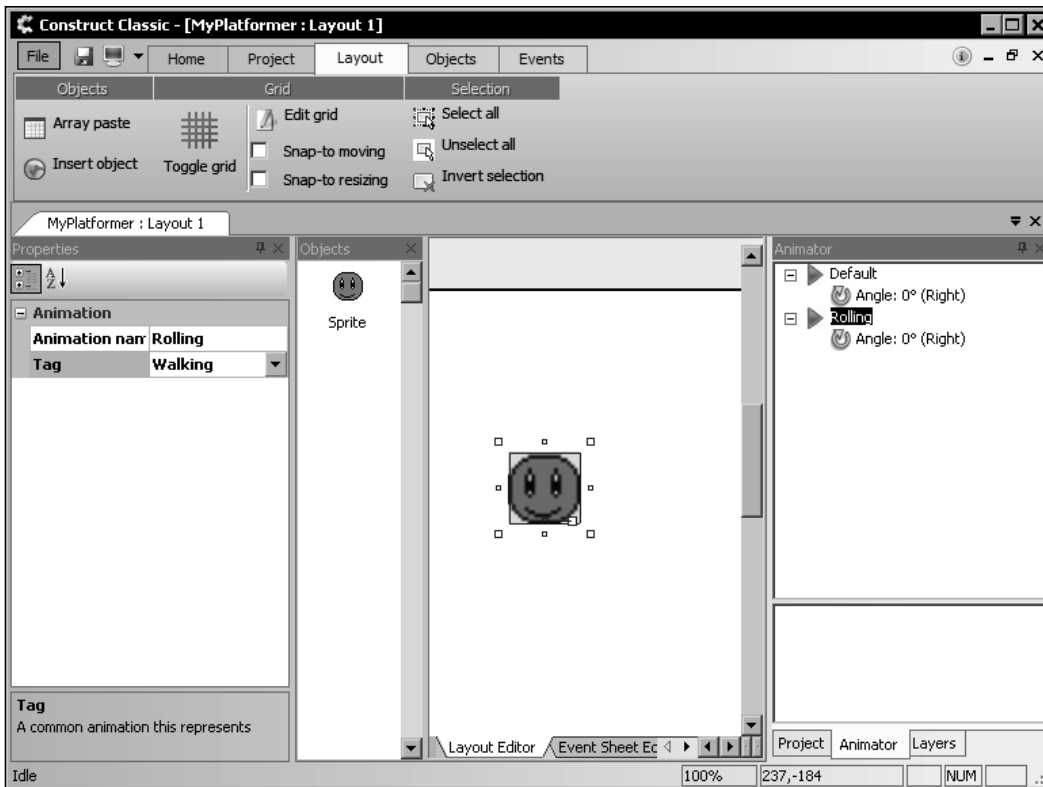 Construct Classic - [MyPlatformer : Layout 1]
File Home Project Layout Objects Events
Objects Grid Selection
Array paste
Insert object
Toggle grid
Edit grid
Snap-to moving
Snap-to resizing
Select all
Unselect all
Invert selection
MyPlatformer : Layout 1
Properties
A
Z
Animation
Animation nam Rolling
Tag Walking
Tag
A common animation this represents
Objects
Sprite
Layout Editor Event Sheet Ec
Animator
Default
Angle: 0° (Right)
Rolling
Angle: 0° (Right)
Project Animator Layers
Idle 100% 237,-184 NUM